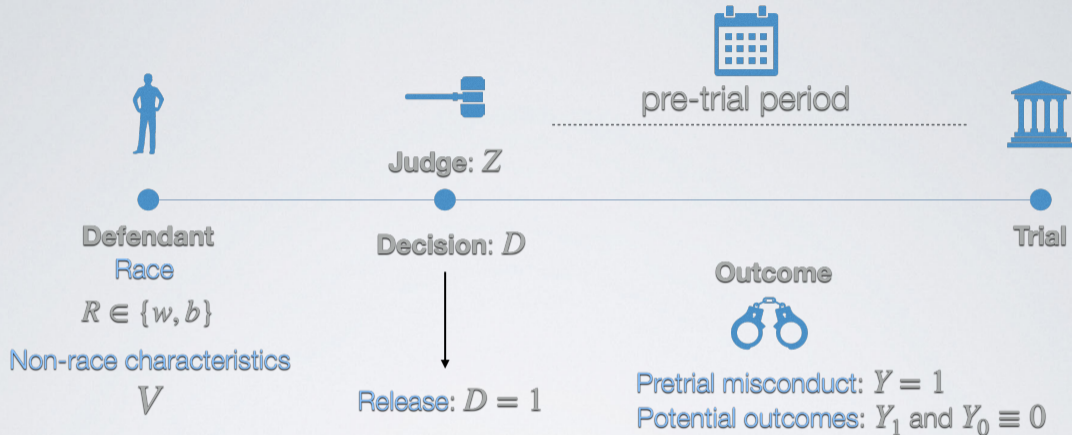 pre-trial period
Judge: Z
Defendant
Race
R ∈ {w, b}
Non-race characteristics
V
Decision: D
Release: D = 1
Outcome
Pretrial misconduct: Y = 1
Potential outcomes: Y₁ and Y₀ ≡ 0
Trial